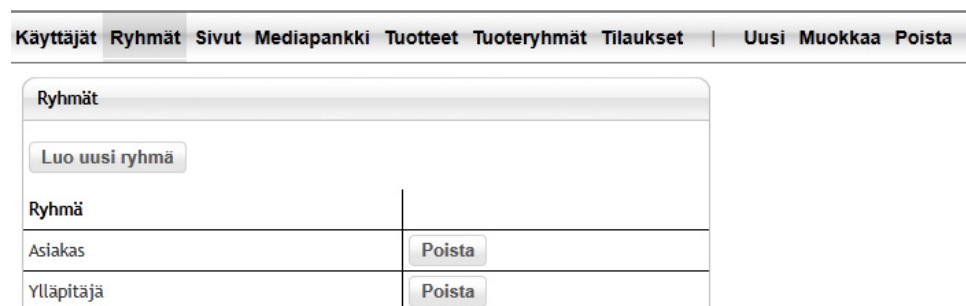 Käyttäjät Ryhmät Sivut Mediapankki Tuotteet Tuoteryhmät Tilaukset | Uusi Muokkaa Poista
Ryhmät
Luo uusi ryhmä
Ryhmä
Asiakas Poista
Ylläpitäjä Poista